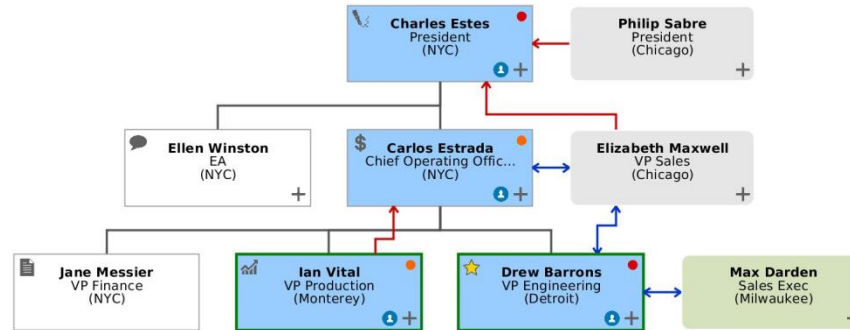 Charles Estes
President
(NYC)
Philip Sabre
President
(Chicago)
Ellen Winston
EA
(NYC)
$
Carlos Estrada
Chief Operating Offic...
(NYC)
Elizabeth Maxwell
VP Sales
(Chicago)
Jane Messier
VP Finance
(NYC)
Ian Vital
VP Production
(Monterey)
Drew Barrons
VP Engineering
(Detroit)
Max Darden
Sales Exec
(Milwaukee)